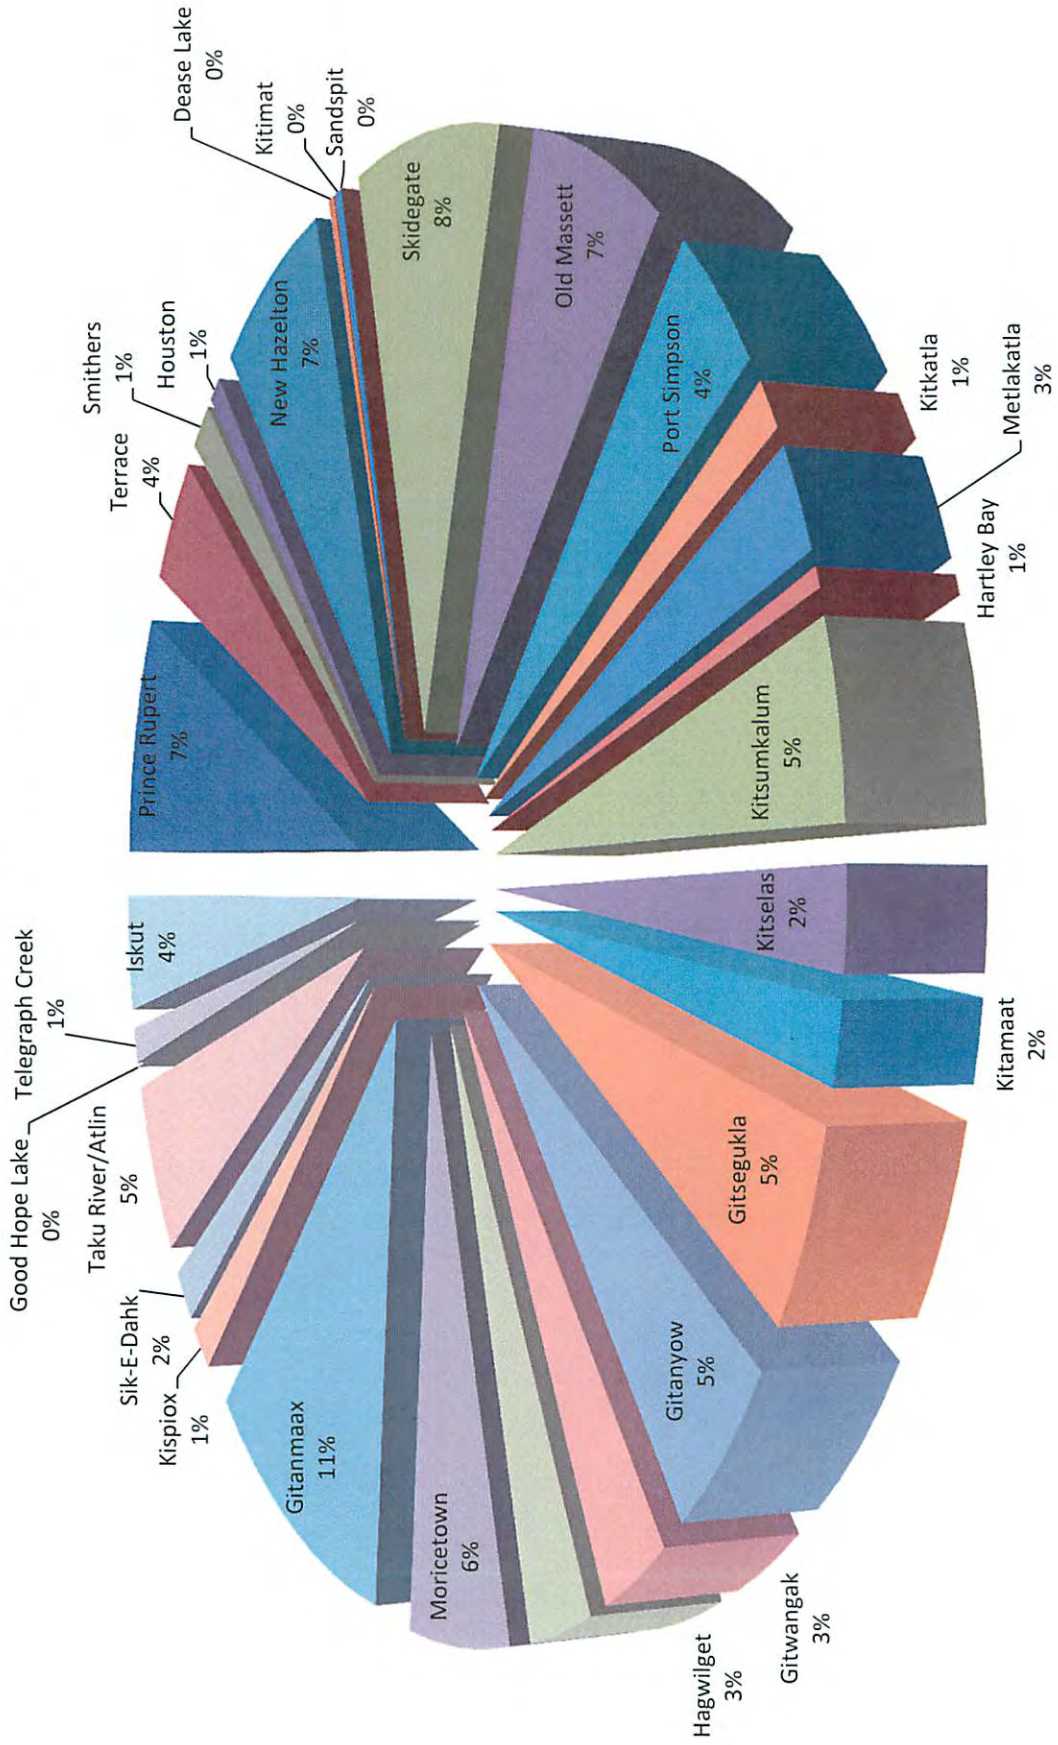 Prince Rupert
7%
Terrace
4%
Smithers
1%
Houston
1%
New Hazelton
7%
Dease Lake
0%
Kitimat
0%
Sandspit
0%
Skidegate
8%
Old Massett
7%
Port Simpson
4%
Kitkatla
1%
Metlakatla
3%
Hartley Bay
1%
Kitsumkalum
5%
Kitselas
2%
Kitamaat
2%
Gitsegukla
5%
Gitanyow
5%
Gitwangak
3%
Hagwilget
3%
Moricetown
6%
Gitanmaax
11%
Kispiox
1%
Sik-E-Dahk
2%
Taku River/Atlin
5%
Good Hope Lake
0%
Telegraph Creek
1%
Iskut
4%